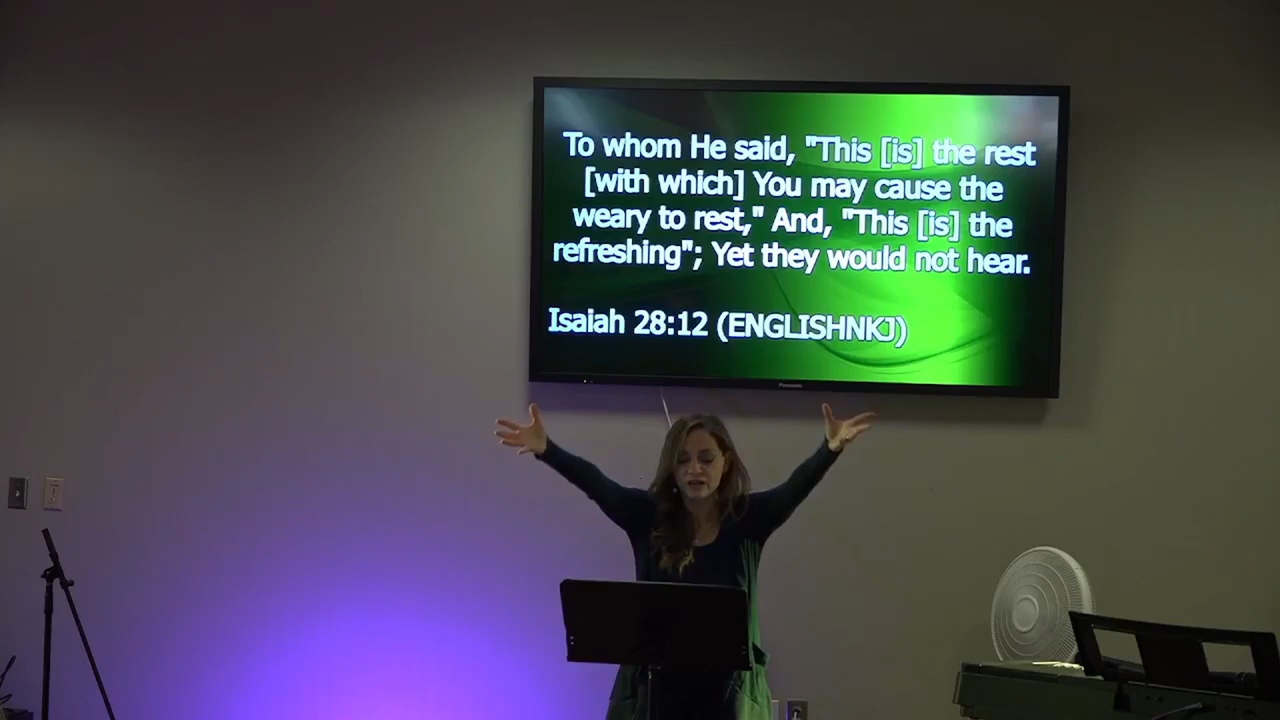 To whom He said, "This [is] the rest
[with which] You may cause the
weary to rest," And, "This [is] the
refreshing"; Yet they would not hear.
Isaiah 28:12 (ENGLISHNKJ)
Panasonic